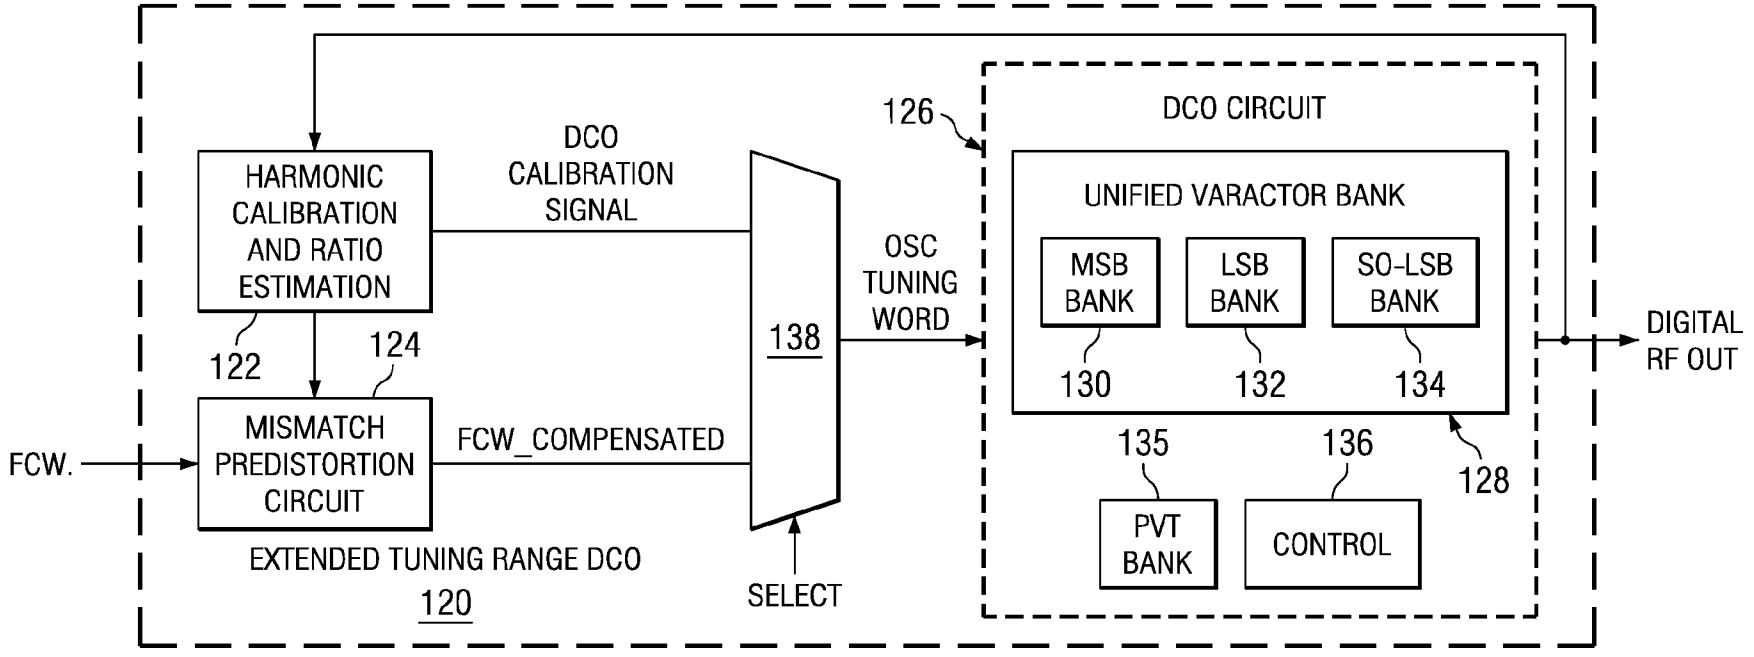 DCO CIRCUIT
126
DCO
CALIBRATION
SIGNAL
HARMONIC
CALIBRATION
AND RATIO
ESTIMATION
UNIFIED VARACTOR BANK
MSB
BANK
LSB
BANK
SO-LSB
BANK
OSC
TUNING
WORD
138
DIGITAL
RF OUT
122
124
130
132
134
MISMATCH
PREDISTORTION
CIRCUIT
FCW_COMPENSATED
FCW.
135
136
128
PVT
BANK
CONTROL
EXTENDED TUNING RANGE DCO
120
SELECT